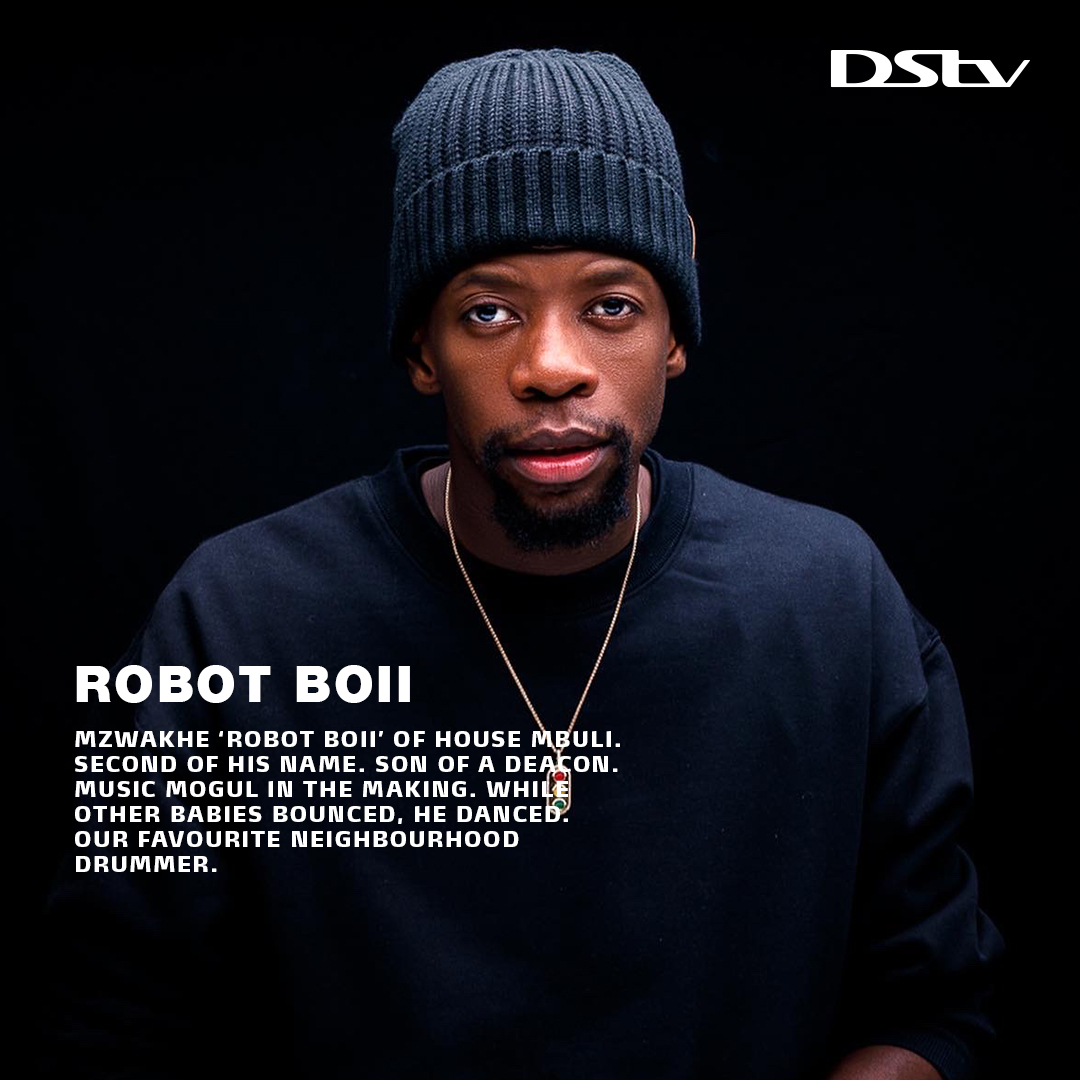 DStv
ROBOT BOII
MZWAKHE ‘ROBOT BOII’ OF HOUSE MBULI.
SECOND OF HIS NAME. SON OF A DEACON.
MUSIC MOGUL IN THE MAKING. WHILE
OTHER BABIES BOUNCED, HE DANCED.
OUR FAVOURITE NEIGHBOURHOOD
DRUMMER.